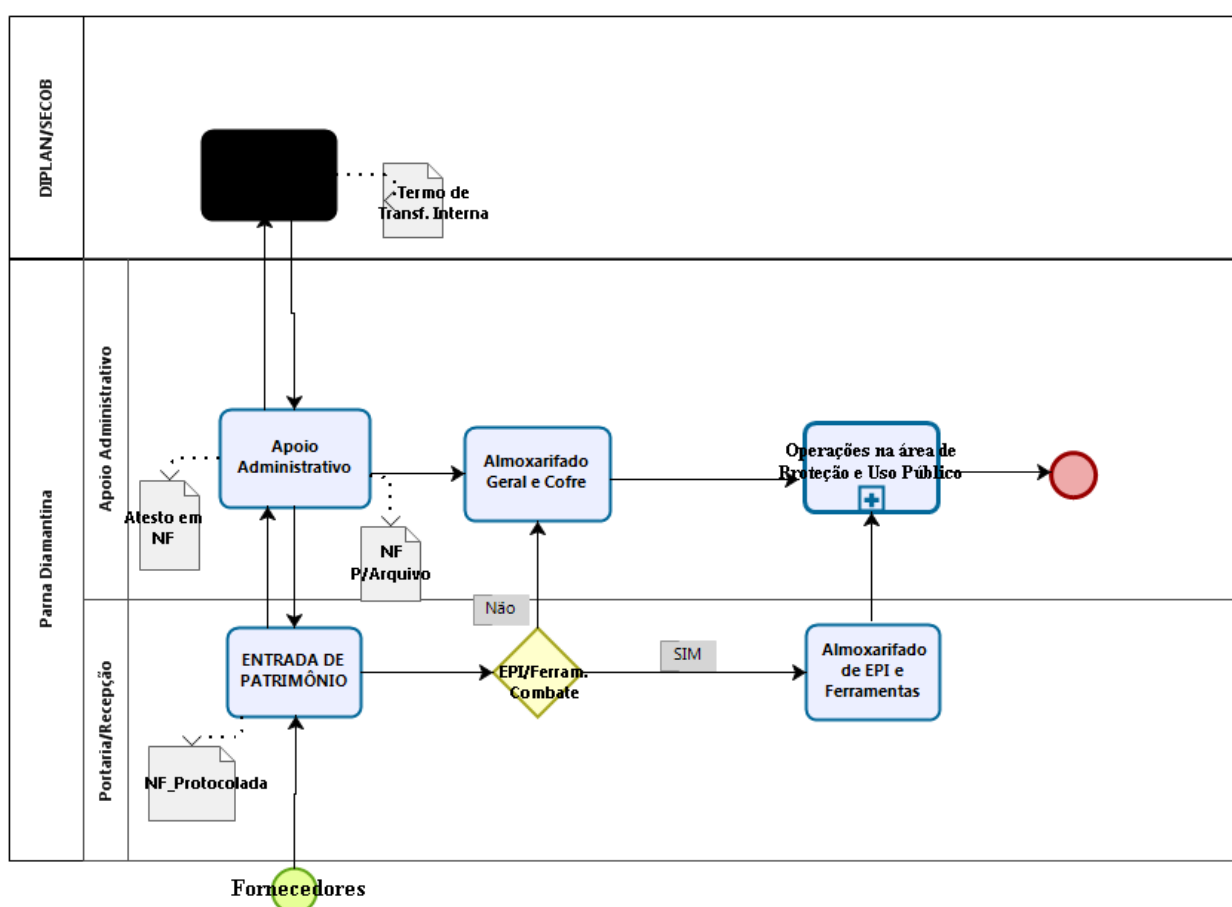 DIPLAN/SECOB
Termo de
Transf. Interna
Parna Diamantina
Apoio Administrativo
Apoio
Administrativo
Atesto em
NF
NF
P/Arquivo
Almoxarifado
Geral e Cofre
Operações na área de
Proteção e Uso Público
Portaria/Recepção
ENTRADA DE
PATRIMÔNIO
NF_Protocolada
Não
EPI/Ferram.
Combate
SIM
Almoxarifado
de EPI e
Ferramentas
Fornecedores